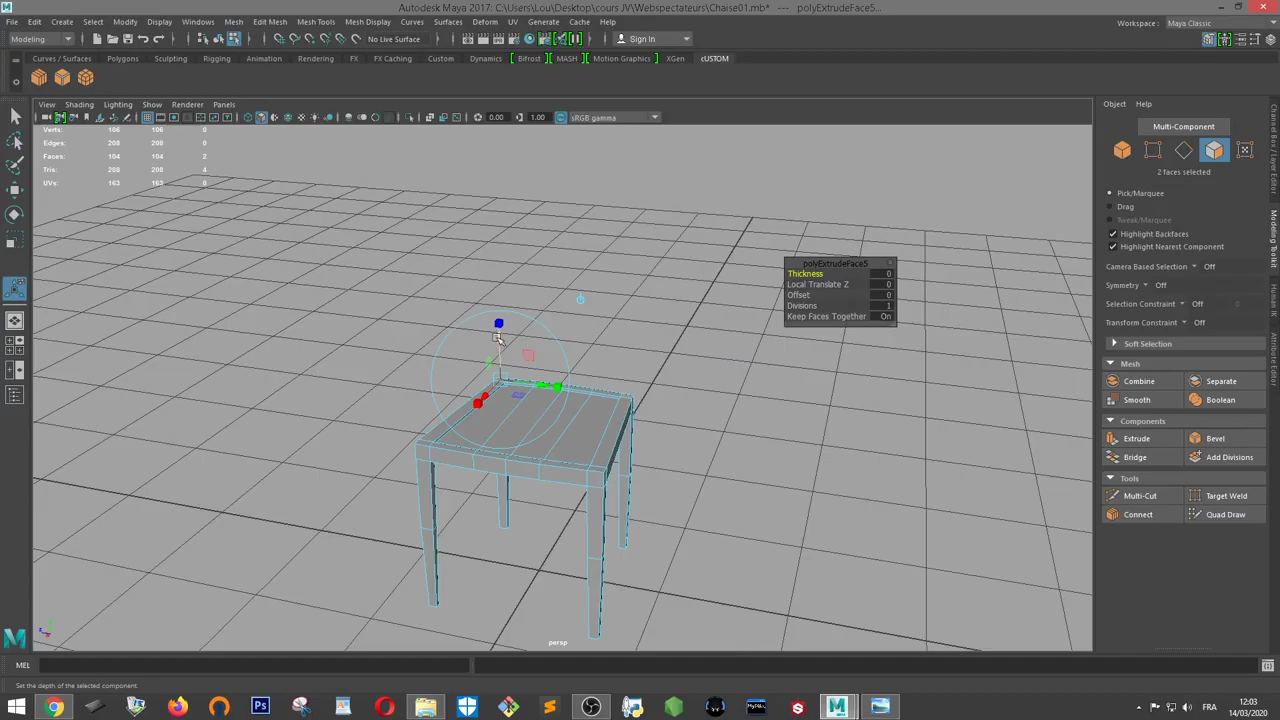 Autodesk Maya 2017: C:\Users\Lou\Desktop\cours JV\Webspectateurs\Chaise01.mb* --- polyExtrudeFace5...
File Edit Create Select Modify Display Windows Mesh Edit Mesh Mesh Tools Mesh Display Curves Surfaces Deform UV Generate Cache Help
Workspace : Maya Classic
Modeling No Live Surface Sign In
Curves / Surfaces Polygons Sculpting Rigging Animation Rendering FX FX Caching Custom Dynamics Bifrost MASH Motion Graphics XGen cUSTOM
View Shading Lighting Show Renderer Panels
0.00 1.00 sRGB gamma
Verts: 106 106 0
Edges: 208 208 0
Faces: 104 104 2
Tris: 208 208 4
UVs: 163 163 0
polyExtrudeFace5
Thickness 0
Local Translate Z 0
Offset 0
Divisions 1
Keep Faces Together On
persp
Object Help
Multi-Component
2 faces selected
Pick/Marquee
Drag
Tweak/Marquee
Highlight Backfaces
Highlight Nearest Component
Camera Based Selection Off
Symmetry Off
Selection Constraint Off
Transform Constraint Off
Soft Selection
Mesh
Combine Separate
Smooth Boolean
Components
Extrude Bevel
Bridge Add Divisions
Tools
Multi-Cut Target Weld
Connect Quad Draw
Channel Box / Layer Editor
Modeling Toolkit
Attribute Editor
MEL
Set the depth of the selected component.
Ps
FRA
12:03
14/03/2020